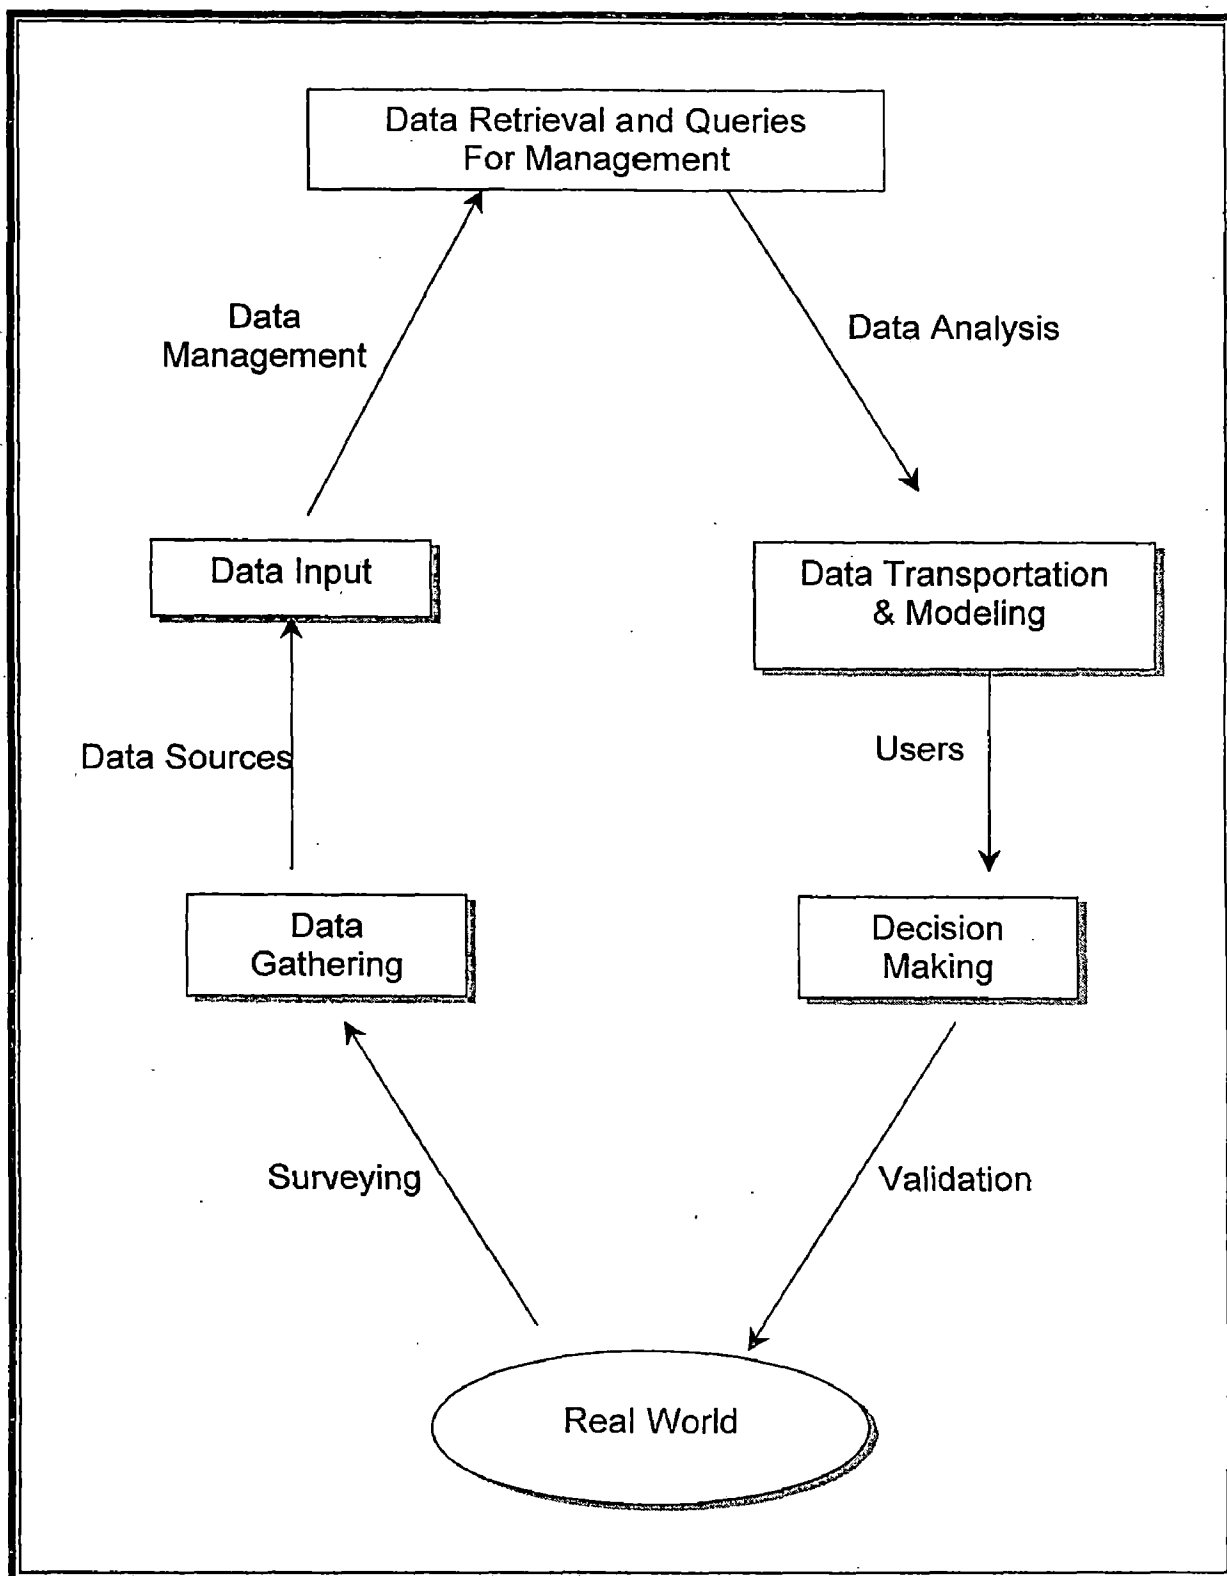 Data Retrieval and Queries
For Management
Data
Management
Data Analysis
Data Input
Data Transportation
& Modeling
Data Sources
Users
Data
Gathering
Decision
Making
Surveying
Validation
Real World